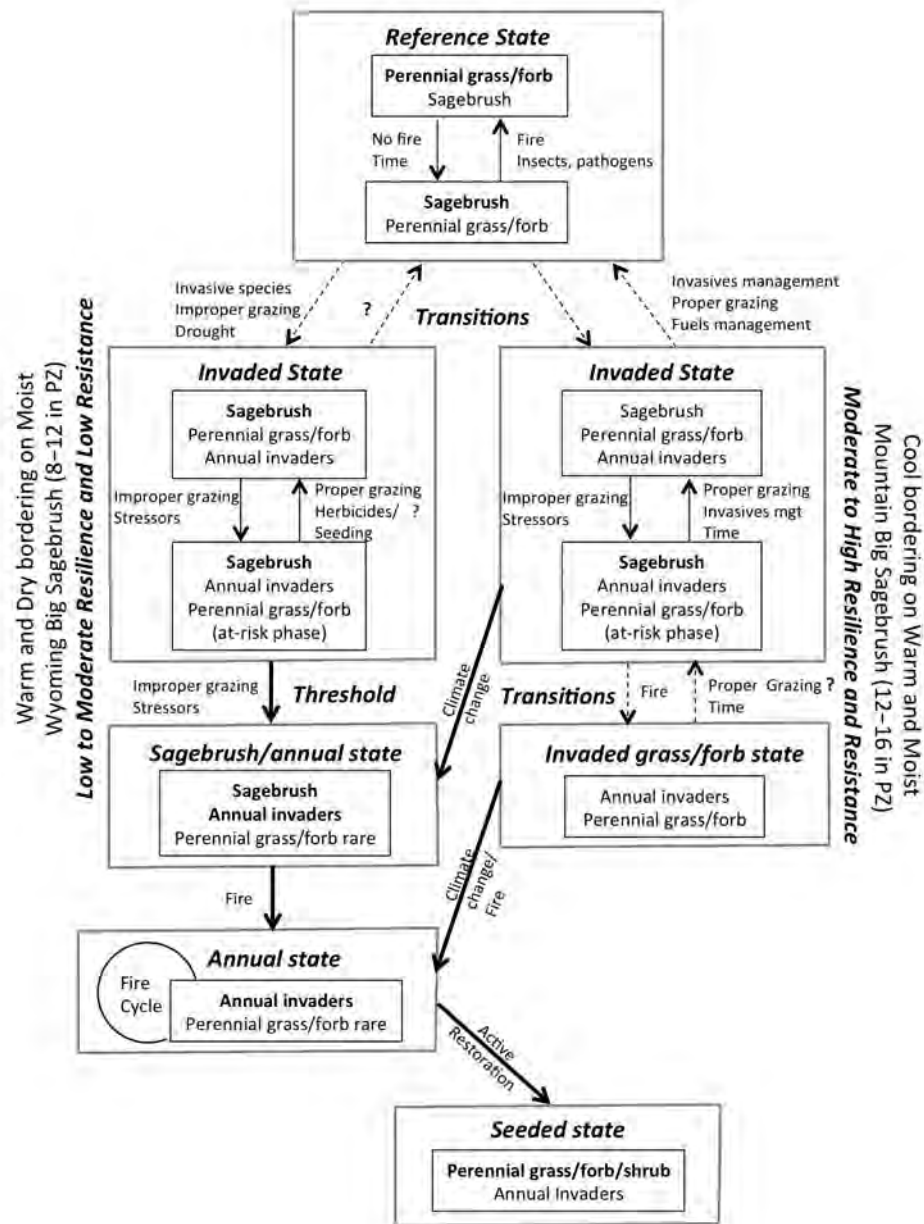 Reference State
Perennial grass/forb
Sagebrush
No fire
Time
Fire
Insects, pathogens
Sagebrush
Perennial grass/forb
Invasive species
Improper grazing
Drought
?
Transitions
Invasives management
Proper grazing
Fuels management
Warm and Dry bordering on Moist
Wyoming Big Sagebrush (8–12 in PZ)
Low to Moderate Resilience and Low Resistance
Invaded State
Sagebrush
Perennial grass/forb
Annual invaders
Improper grazing
Stressors
Proper grazing
Herbicides/ ?
Seeding
Sagebrush
Annual invaders
Perennial grass/forb
(at-risk phase)
Invaded State
Sagebrush
Perennial grass/forb
Annual invaders
Improper grazing
Stressors
Proper grazing
Invasives mgt
Time
Sagebrush
Annual invaders
Perennial grass/forb
(at-risk phase)
Cool bordering on Warm and Moist
Mountain Big Sagebrush (12–16 in PZ)
Moderate to High Resilience and Resistance
Improper grazing
Stressors
Threshold
Climate
change
Transitions
Fire
Proper Grazing ?
Time
Sagebrush/annual state
Sagebrush
Annual invaders
Perennial grass/forb rare
Invaded grass/forb state
Annual invaders
Perennial grass/forb
Fire
Climate
change/
Fire
Annual state
Fire
Cycle
Annual invaders
Perennial grass/forb rare
Active
Restoration
Seeded state
Perennial grass/forb/shrub
Annual Invaders